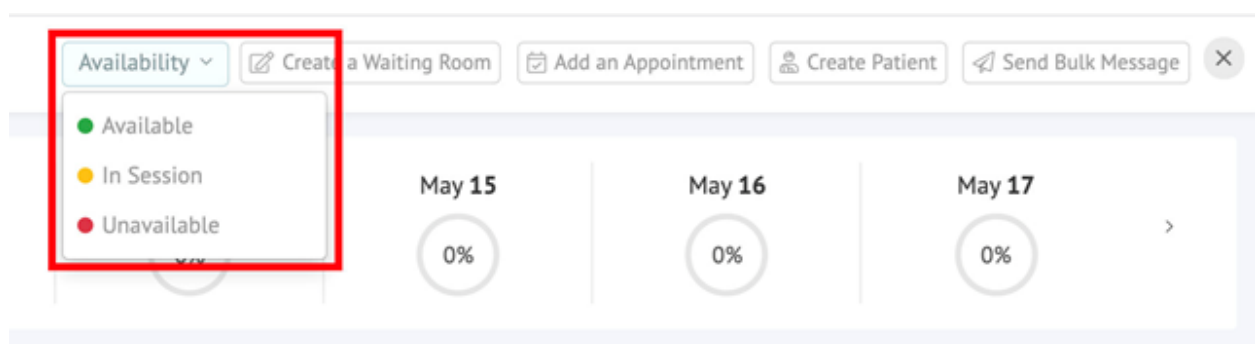 Availability
Create a Waiting Room
Add an Appointment
Create Patient
Send Bulk Message
Available
In Session
Unavailable
May 15
May 16
May 17
0%
0%
0%
0%